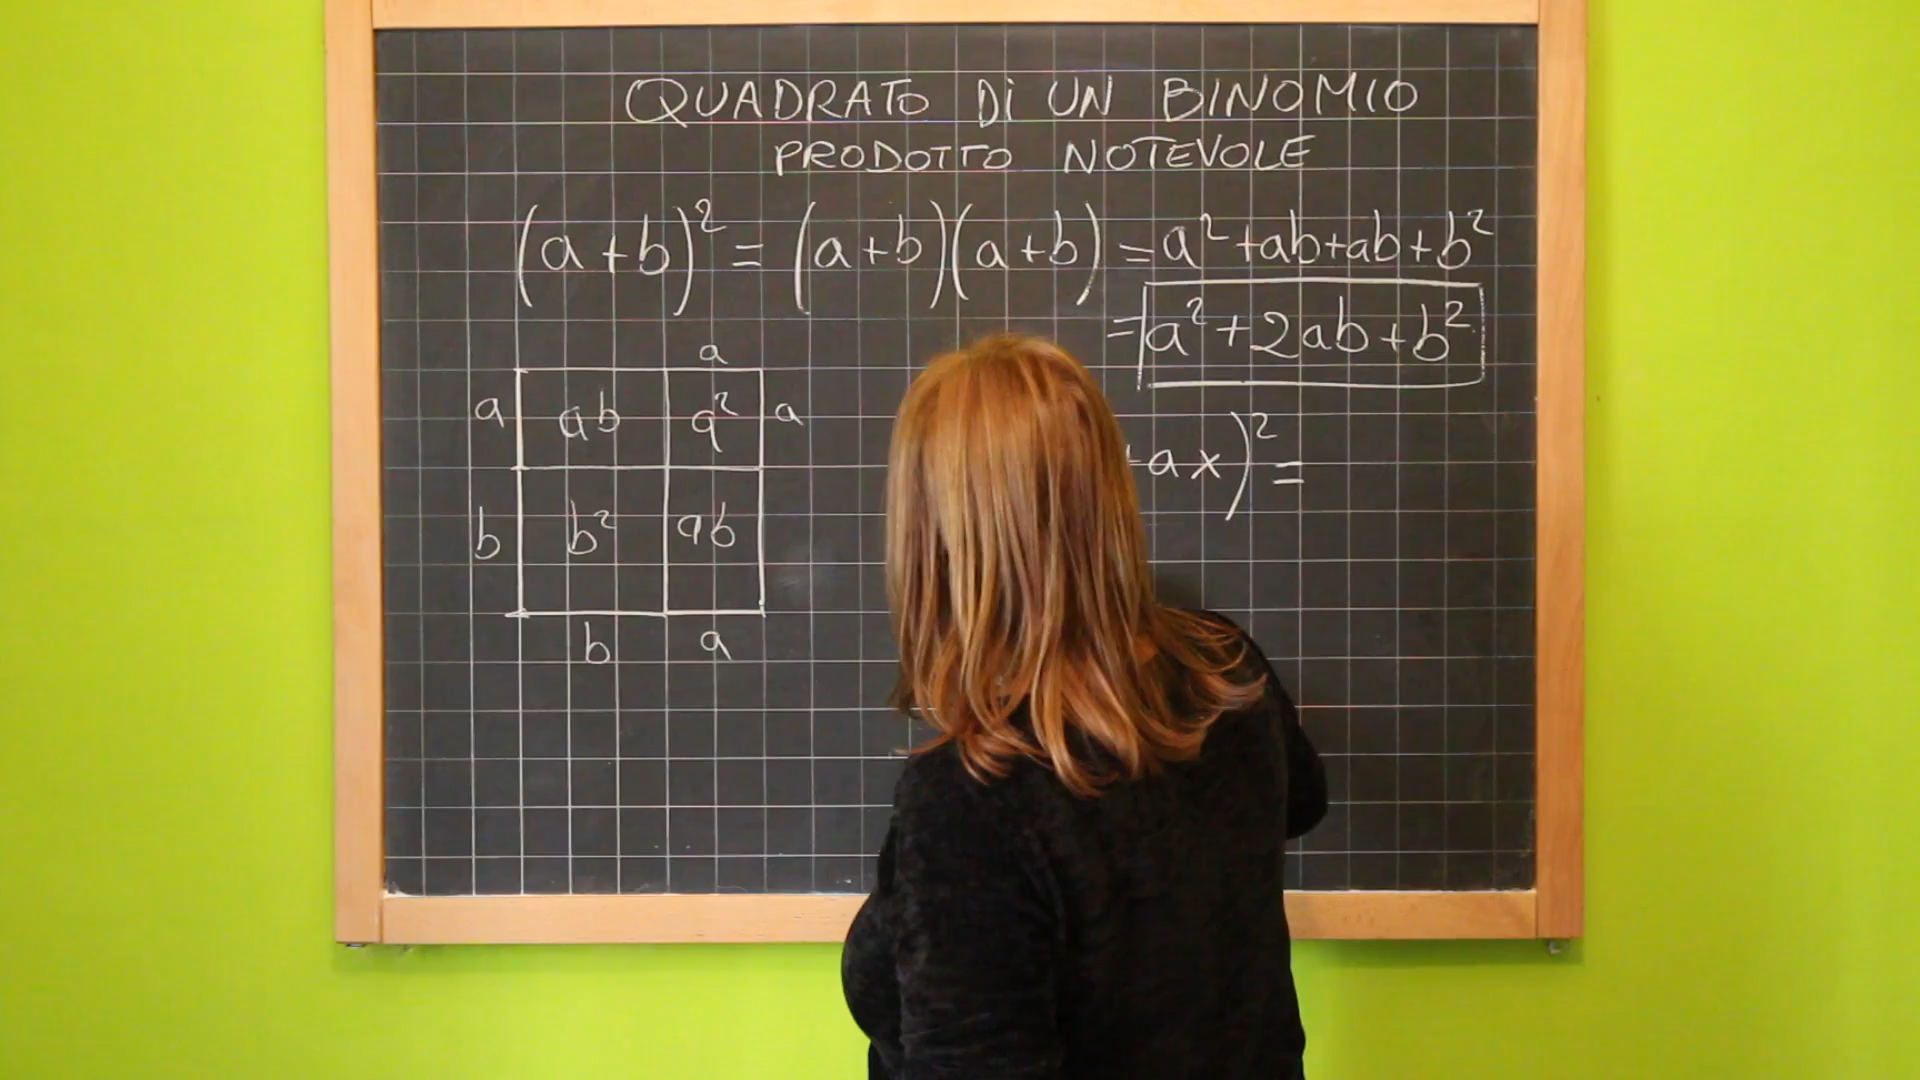 QUADRATO Di UN BINOMIO
PRODOTTO NOTEVOLE
(a+b)² = (a+b)(a+b) = a²+ab+ab+b²
= a²+2ab+b²
a
a ab a² a
b b² ab
b a
ax)² =